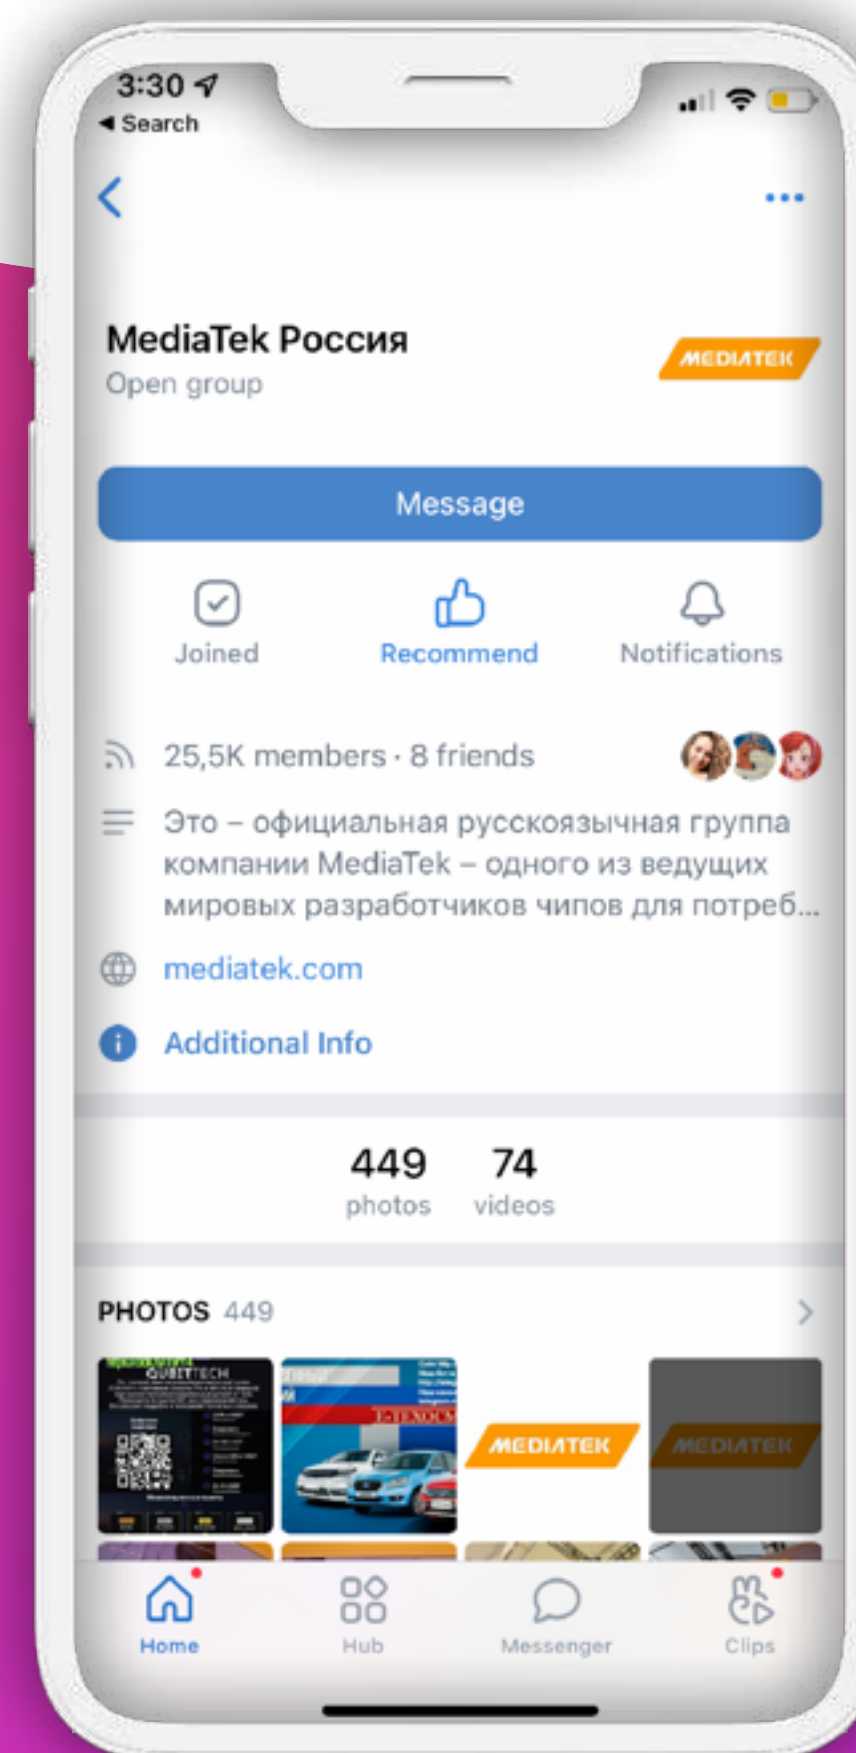 3:30
◀ Search
MediaTek Россия
Open group
MEDIATEK
Message
Joined
Recommend
Notifications
25,5K members · 8 friends
Это – официальная русскоязычная группа
компании MediaTek – одного из ведущих
мировых разработчиков чипов для потреб...
mediatek.com
Additional Info
449
74
photos
videos
PHOTOS 449
QUBITTECH
MEDIATEK
MEDIATEK
Home
Hub
Messenger
Clips